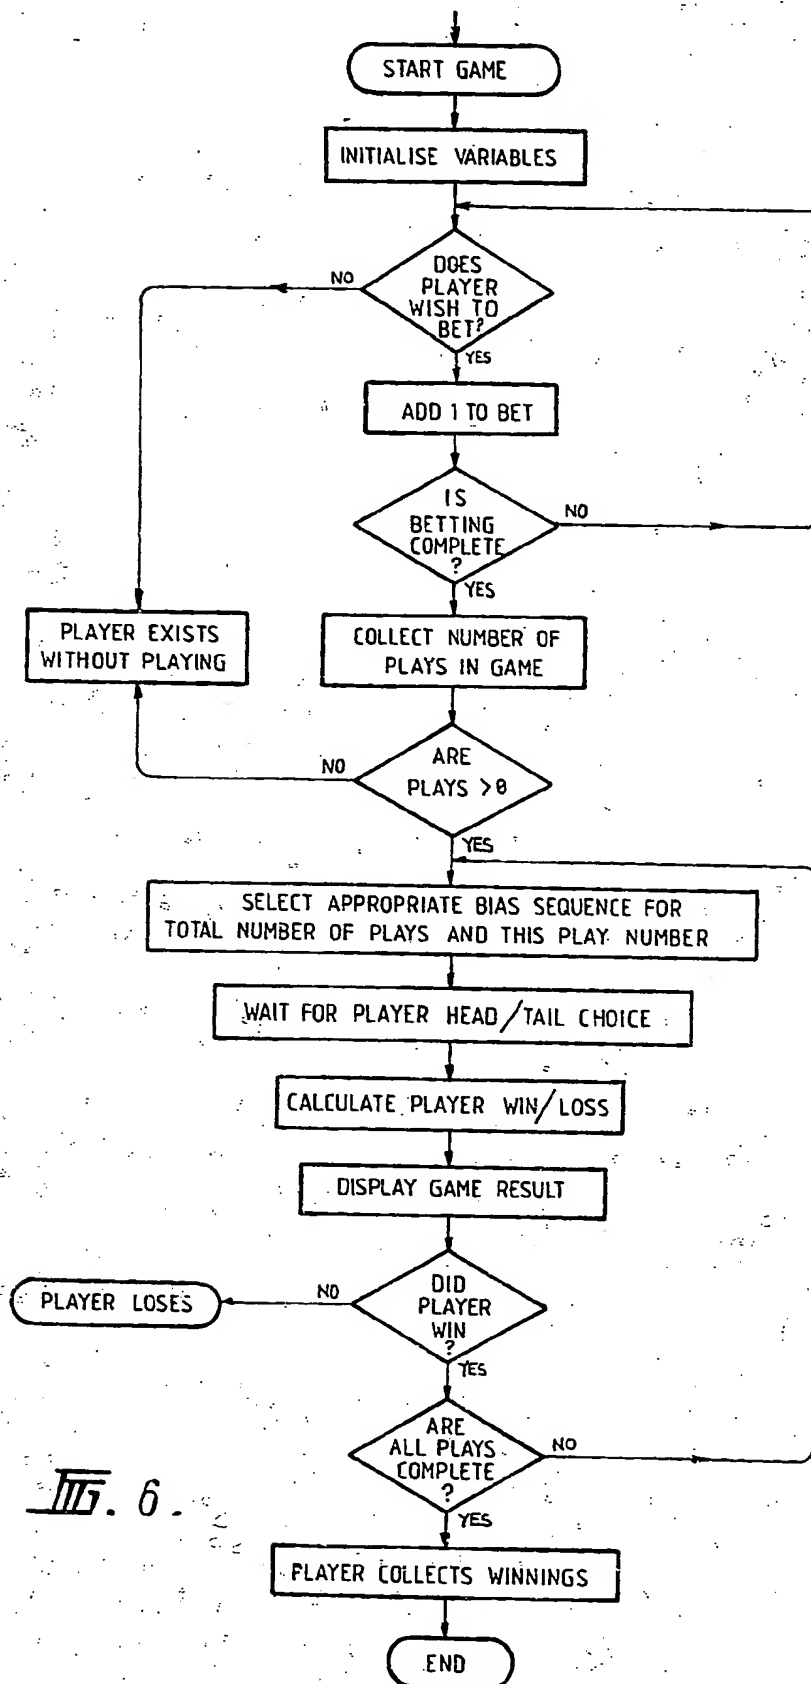 START GAME
INITIALISE VARIABLES
DOES
PLAYER
WISH TO
BET?
NO
YES
ADD 1 TO BET
IS
BETTING
COMPLETE
?
NO
YES
PLAYER EXISTS
WITHOUT PLAYING
COLLECT NUMBER OF
PLAYS IN GAME
ARE
PLAYS >0
NO
YES
SELECT APPROPRIATE BIAS SEQUENCE FOR
TOTAL NUMBER OF PLAYS AND THIS PLAY NUMBER
WAIT FOR PLAYER HEAD/TAIL CHOICE
CALCULATE PLAYER WIN/LOSS
DISPLAY GAME RESULT
DID
PLAYER
WIN
?
NO
PLAYER LOSES
YES
ARE
ALL PLAYS
COMPLETE
?
NO
YES
FIG. 6.
PLAYER COLLECTS WINNINGS
END